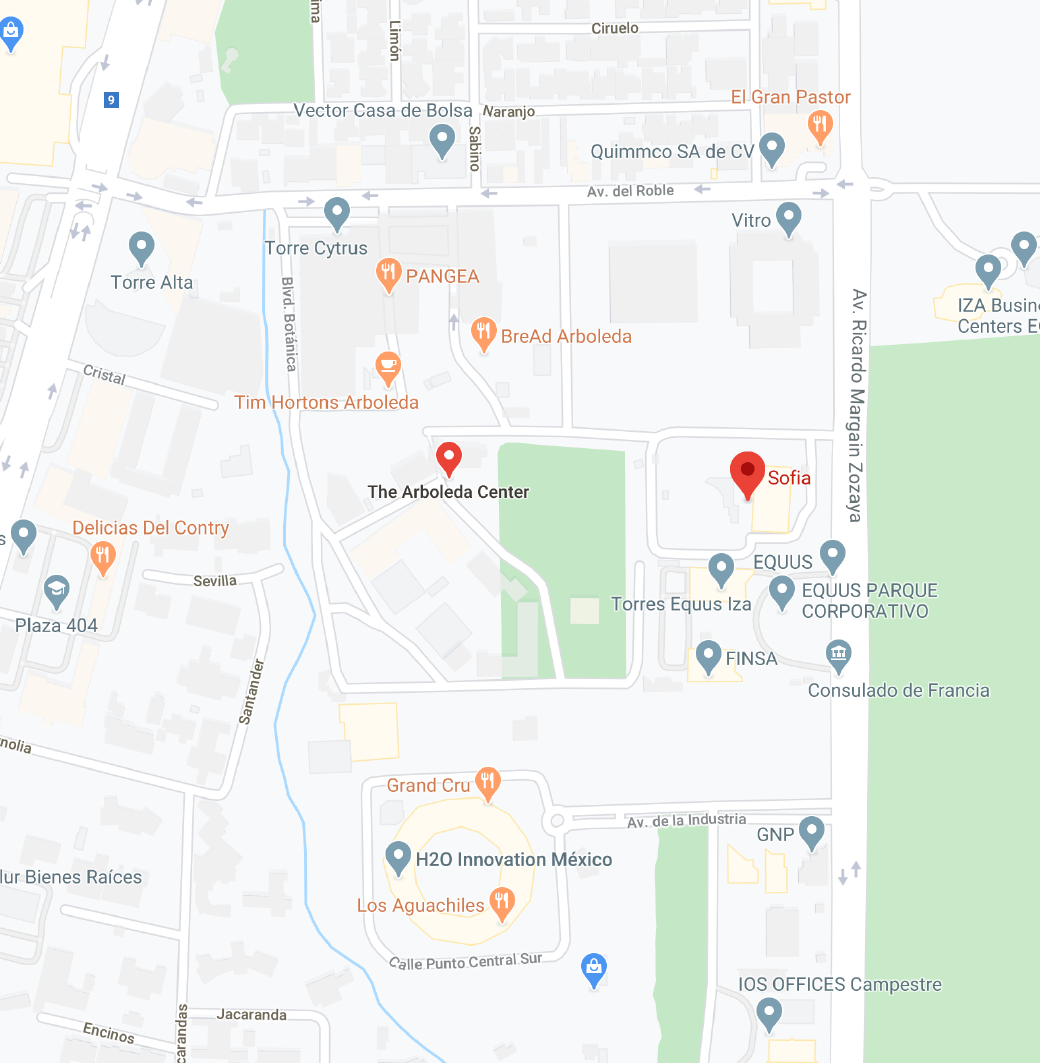 ima
Limón
Ciruelo
9
El Gran Pastor
Vector Casa de Bolsa
Naranjo
Sabino
Quimmco SA de CV
Av. del Roble
Vitro
Torre Cytrus
Torre Alta
PANGEA
Blvd. Botánica
IZA Busine
Centers E
Av. Ricardo Margain Zozaya
BreAd Arboleda
Cristal
Tim Hortons Arboleda
The Arboleda Center
Sofia
Delicias Del Contry
s
EQUUS
Sevilla
EQUUS PARQUE
CORPORATIVO
Torres Equus Iza
Plaza 404
FINSA
Santander
Consulado de Francia
nolia
Grand Cru
Av. de la Industria
GNP
H2O Innovation México
lur Bienes Raíces
Los Aguachiles
Calle Punto Central Sur
IOS OFFICES Campestre
Jacaranda
Encinos
carandas